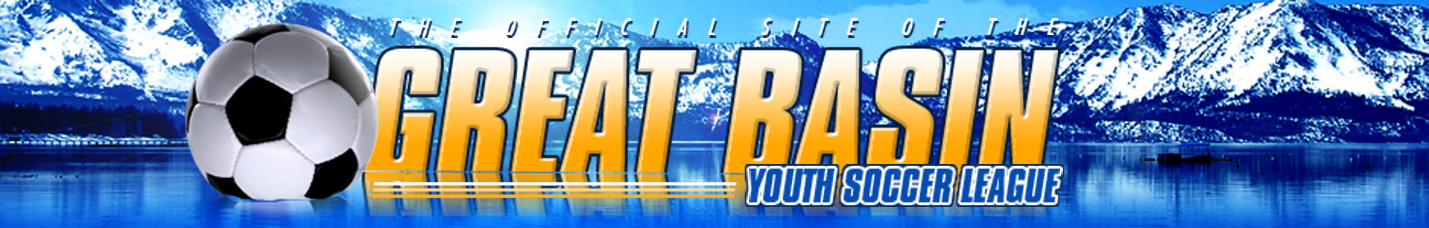 THE OFFICIAL SITE OF THE
GREAT BASIN
YOUTH SOCCER LEAGUE